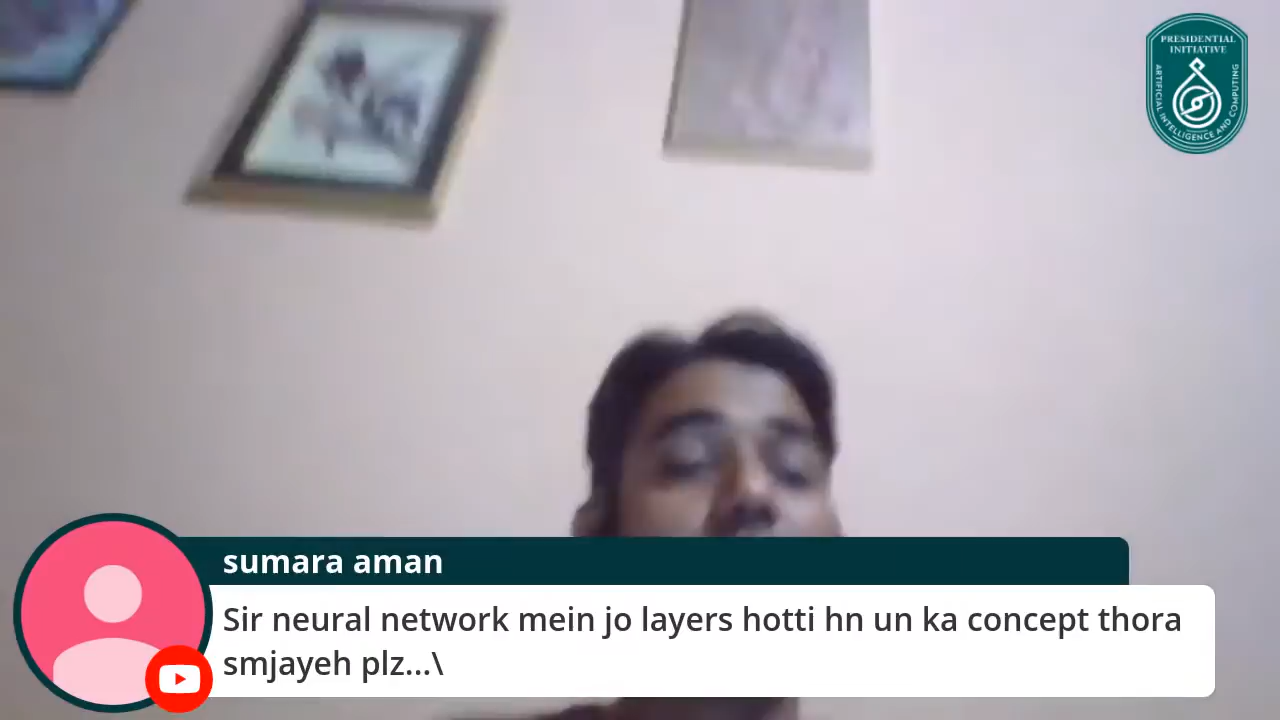 PRESIDENTIAL
INITIATIVE
ARTIFICIAL INTELLIGENCE AND COMPUTING
sumara aman
Sir neural network mein jo layers hotti hn un ka concept thora
smjayeh plz...\